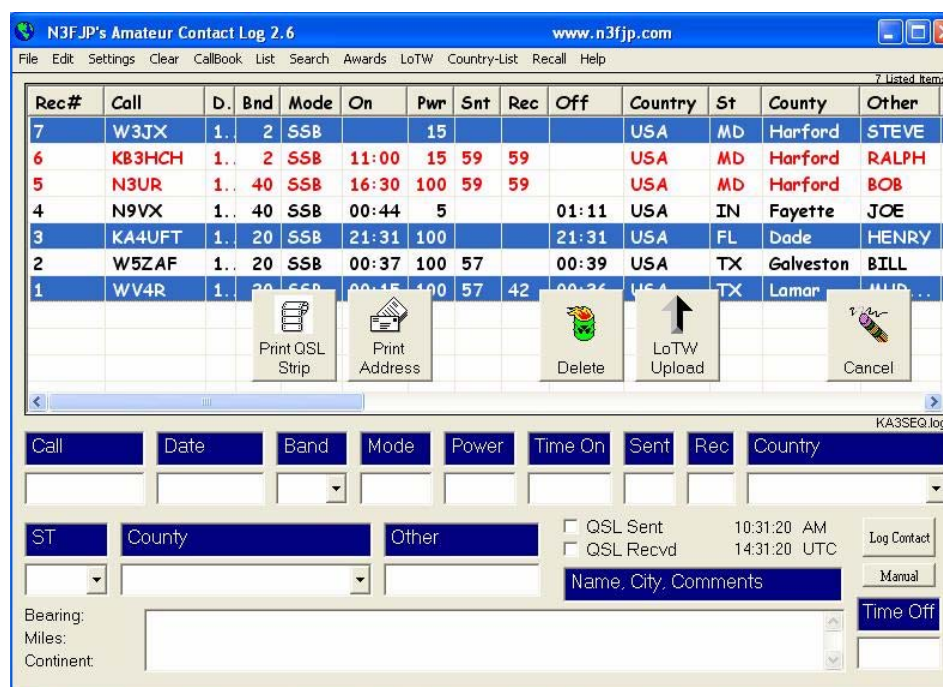 N3FJP's Amateur Contact Log 2.6 www.n3fjp.com
File Edit Settings Clear CallBook List Search Awards LoTW Country-List Recall Help
7 Listed Items
Rec# Call D. Bnd Mode On Pwr Snt Rec Off Country St County Other
7 W3JX 1. 2 SSB 15 USA MD Harford STEVE
6 KB3HCH 1. 2 SSB 11:00 15 59 59 USA MD Harford RALPH
5 N3UR 1. 40 SSB 16:30 100 59 59 USA MD Harford BOB
4 N9VX 1. 40 SSB 00:44 5 01:11 USA IN Fayette JOE
3 KA4UFT 1. 20 SSB 21:31 100 21:31 USA FL Dade HENRY
2 W5ZAF 1. 20 SSB 00:37 100 57 00:39 USA TX Galveston BILL
1 WV4R 1. 20 SSB 00:15 100 57 42 USA TX Lamar
Print QSL Strip Print Address Delete LoTW Upload Cancel
KA3SEQ.log
Call Date Band Mode Power Time On Sent Rec Country
ST County Other
QSL Sent 10:31:20 AM
QSL Recvd 14:31:20 UTC
Log Contact
Manual
Name, City, Comments
Time Off
Bearing:
Miles:
Continent: